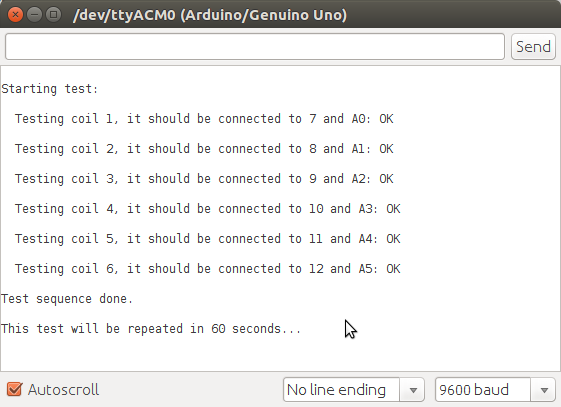 /dev/ttyACM0 (Arduino/Genuino Uno)
Send
Starting test:
Testing coil 1, it should be connected to 7 and A0: OK
Testing coil 2, it should be connected to 8 and A1: OK
Testing coil 3, it should be connected to 9 and A2: OK
Testing coil 4, it should be connected to 10 and A3: OK
Testing coil 5, it should be connected to 11 and A4: OK
Testing coil 6, it should be connected to 12 and A5: OK
Test sequence done.
This test will be repeated in 60 seconds...
Autoscroll
No line ending
9600 baud